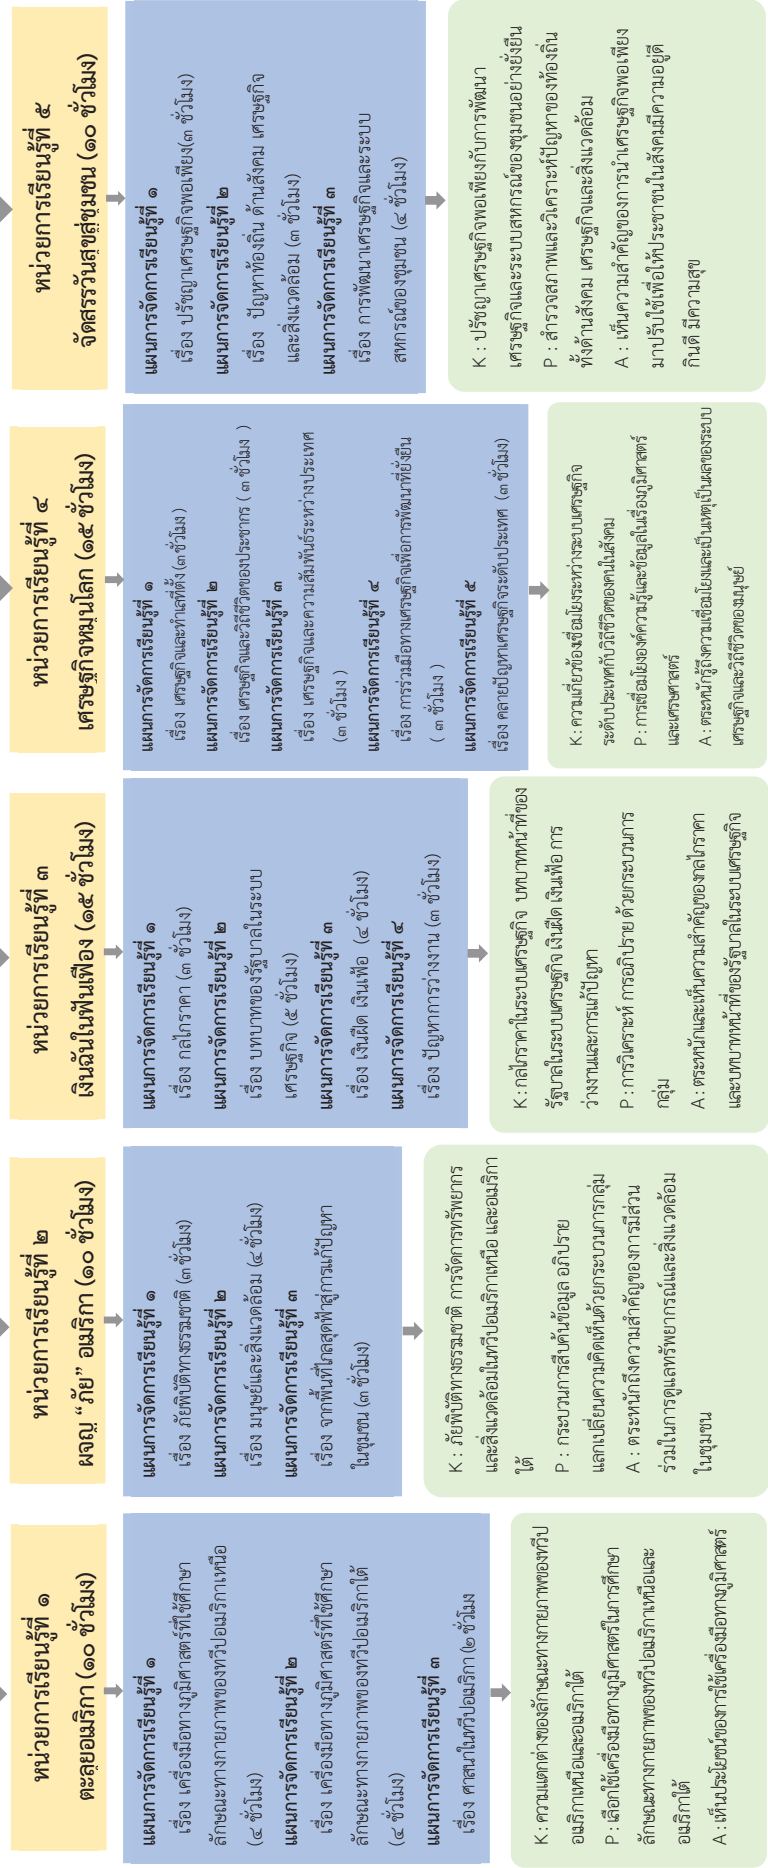 หน่วยการเรียนรู้ที่ ๑
ตะลุยอเมริกา (๑๐ ชั่วโมง)
แผนการจัดการเรียนรู้ที่ ๑
เรื่อง เครื่องมือทางภูมิศาสตร์ที่ใช้ศึกษา
ลักษณะทางกายภาพของทวีปอเมริกาเหนือ
(๔ ชั่วโมง)
แผนการจัดการเรียนรู้ที่ ๒
เรื่อง เครื่องมือทางภูมิศาสตร์ที่ใช้ศึกษา
ลักษณะทางกายภาพของทวีปอเมริกาใต้
(๔ ชั่วโมง)
แผนการจัดการเรียนรู้ที่ ๓
เรื่อง ศาสนาในทวีปอเมริกา (๒ ชั่วโมง
K : ความแตกต่างของลักษณะทางกายภาพของทวีป
อเมริกาเหนือและอเมริกาใต้
P : เลือกใช้เครื่องมือทางภูมิศาสตร์ในการศึกษา
ลักษณะทางกายภาพของทวีปอเมริกาเหนือและ
อเมริกาใต้
A : เห็นประโยชน์ของการใช้เครื่องมือทางภูมิศาสตร์
หน่วยการเรียนรู้ที่ ๒
ผจญ “ ภัย” อเมริกา (๑๐ ชั่วโมง)
แผนการจัดการเรียนรู้ที่ ๑
เรื่อง ภัยพิบัติทางธรรมชาติ (๓ ชั่วโมง)
แผนการจัดการเรียนรู้ที่ ๒
เรื่อง มนุษย์และสิ่งแวดล้อม (๔ ชั่วโมง)
แผนการจัดการเรียนรู้ที่ ๓
เรื่อง จากพื้นที่ไกลสุดฟ้าสู่การแก้ปัญหา
ในชุมชน (๓ ชั่วโมง)
K : ภัยพิบัติทางธรรมชาติ การจัดการทรัพยากร
และสิ่งแวดล้อมในทวีปอเมริกาเหนือ และอเมริกา
ใต้
P : กระบวนการสืบค้นข้อมูล อภิปราย
แลกเปลี่ยนความคิดเห็นด้วยกระบวนการกลุ่ม
A : ตระหนักถึงความสำคัญของการมีส่วน
ร่วมในการดูแลทรัพยากรณ์และสิ่งแวดล้อม
ในชุมชน
หน่วยการเรียนรู้ที่ ๓
เงินฉันในฟันเฟือง (๑๕ ชั่วโมง)
แผนการจัดการเรียนรู้ที่ ๑
เรื่อง กลไกราคา (๓ ชั่วโมง)
แผนการจัดการเรียนรู้ที่ ๒
เรื่อง บทบาทของรัฐบาลในระบบ
เศรษฐกิจ (๕ ชั่วโมง)
แผนการจัดการเรียนรู้ที่ ๓
เรื่อง เงินฝืด เงินเฟ้อ (๔ ชั่วโมง)
แผนการจัดการเรียนรู้ที่ ๔
เรื่อง ปัญหาการว่างงาน (๓ ชั่วโมง)
K : กลไกราคาในระบบเศรษฐกิจ บทบาทหน้าที่ของ
รัฐบาลในระบบเศรษฐกิจ เงินฝืด เงินเฟ้อ การ
ว่างงานและการแก้ปัญหา
P : การวิเคราะห์ การอภิปราย ด้วยกระบวนการ
กลุ่ม
A : ตระหนักและเห็นความสำคัญของกลไกราคา
และบทบาทหน้าที่ของรัฐบาลในระบบเศรษฐกิจ
หน่วยการเรียนรู้ที่ ๔
เศรษฐกิจหมุนโลก (๑๕ ชั่วโมง)
แผนการจัดการเรียนรู้ที่ ๑
เรื่อง เศรษฐกิจและทำเลที่ตั้ง (๓ ชั่วโมง )
แผนการจัดการเรียนรู้ที่ ๒
เรื่อง เศรษฐกิจและวิถีชีวิตของประชากร ( ๓ ชั่วโมง )
แผนการจัดการเรียนรู้ที่ ๓
เรื่อง เศรษฐกิจและความสัมพันธ์ระหว่างประเทศ
(๓ ชั่วโมง )
แผนการจัดการเรียนรู้ที่ ๔
เรื่อง การร่วมมือทางเศรษฐกิจเพื่อการพัฒนาที่ยั่งยืน
( ๓ ชั่วโมง )
แผนการจัดการเรียนรู้ที่ ๕
เรื่อง คลายปัญหาเศรษฐกิจระดับประเทศ (๓ ชั่วโมง)
K : ความเกี่ยวข้องเชื่อมโยงระหว่างระบบเศรษฐกิจ
ระดับประเทศกับวิถีชีวิตของคนในสังคม
P : การเชื่อมโยงองค์ความรู้และข้อมูลในเรื่องภูมิศาสตร์
และเศรษฐศาสตร์
A : ตระหนักรู้ถึงความเชื่อมโยงและเป็นเหตุเป็นผลของระบบ
เศรษฐกิจและวิถีชีวิตของมนุษย์
หน่วยการเรียนรู้ที่ ๕
จัดสรรวันสุขสู่ชุมชน (๑๐ ชั่วโมง)
แผนการจัดการเรียนรู้ที่ ๑
เรื่อง ปรัชญาเศรษฐกิจพอเพียง(๓ ชั่วโมง)
แผนการจัดการเรียนรู้ที่ ๒
เรื่อง ปัญหาท้องถิ่น ด้านสังคม เศรษฐกิจ
และสิ่งแวดล้อม (๓ ชั่วโมง)
แผนการจัดการเรียนรู้ที่ ๓
เรื่อง การพัฒนาเศรษฐกิจและระบบ
สหกรณ์ของชุมชน (๔ ชั่วโมง)
K : ปรัชญาเศรษฐกิจพอเพียงกับการพัฒนา
เศรษฐกิจและระบบสหกรณ์ของชุมชนอย่างยั่งยืน
P : สำรวจสภาพและวิเคราะห์ปัญหาของท้องถิ่น
ทั้งด้านสังคม เศรษฐกิจและสิ่งแวดล้อม
A : เห็นความสำคัญของการนำเศรษฐกิจพอเพียง
มาปรับใช้เพื่อให้ประชาชนในสังคมมีความอยู่ดี
กินดี มีความสุข